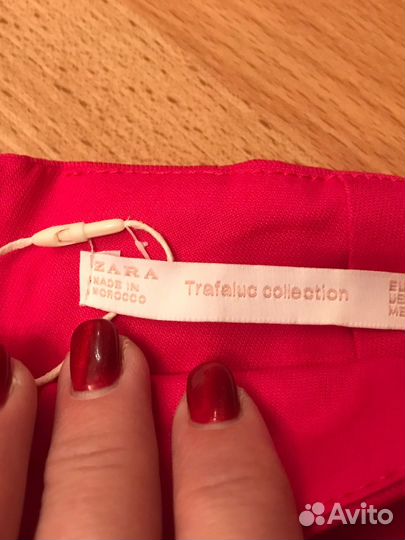 ZARA
MADE IN
MOROCCO
Trafaluc collection
Avito